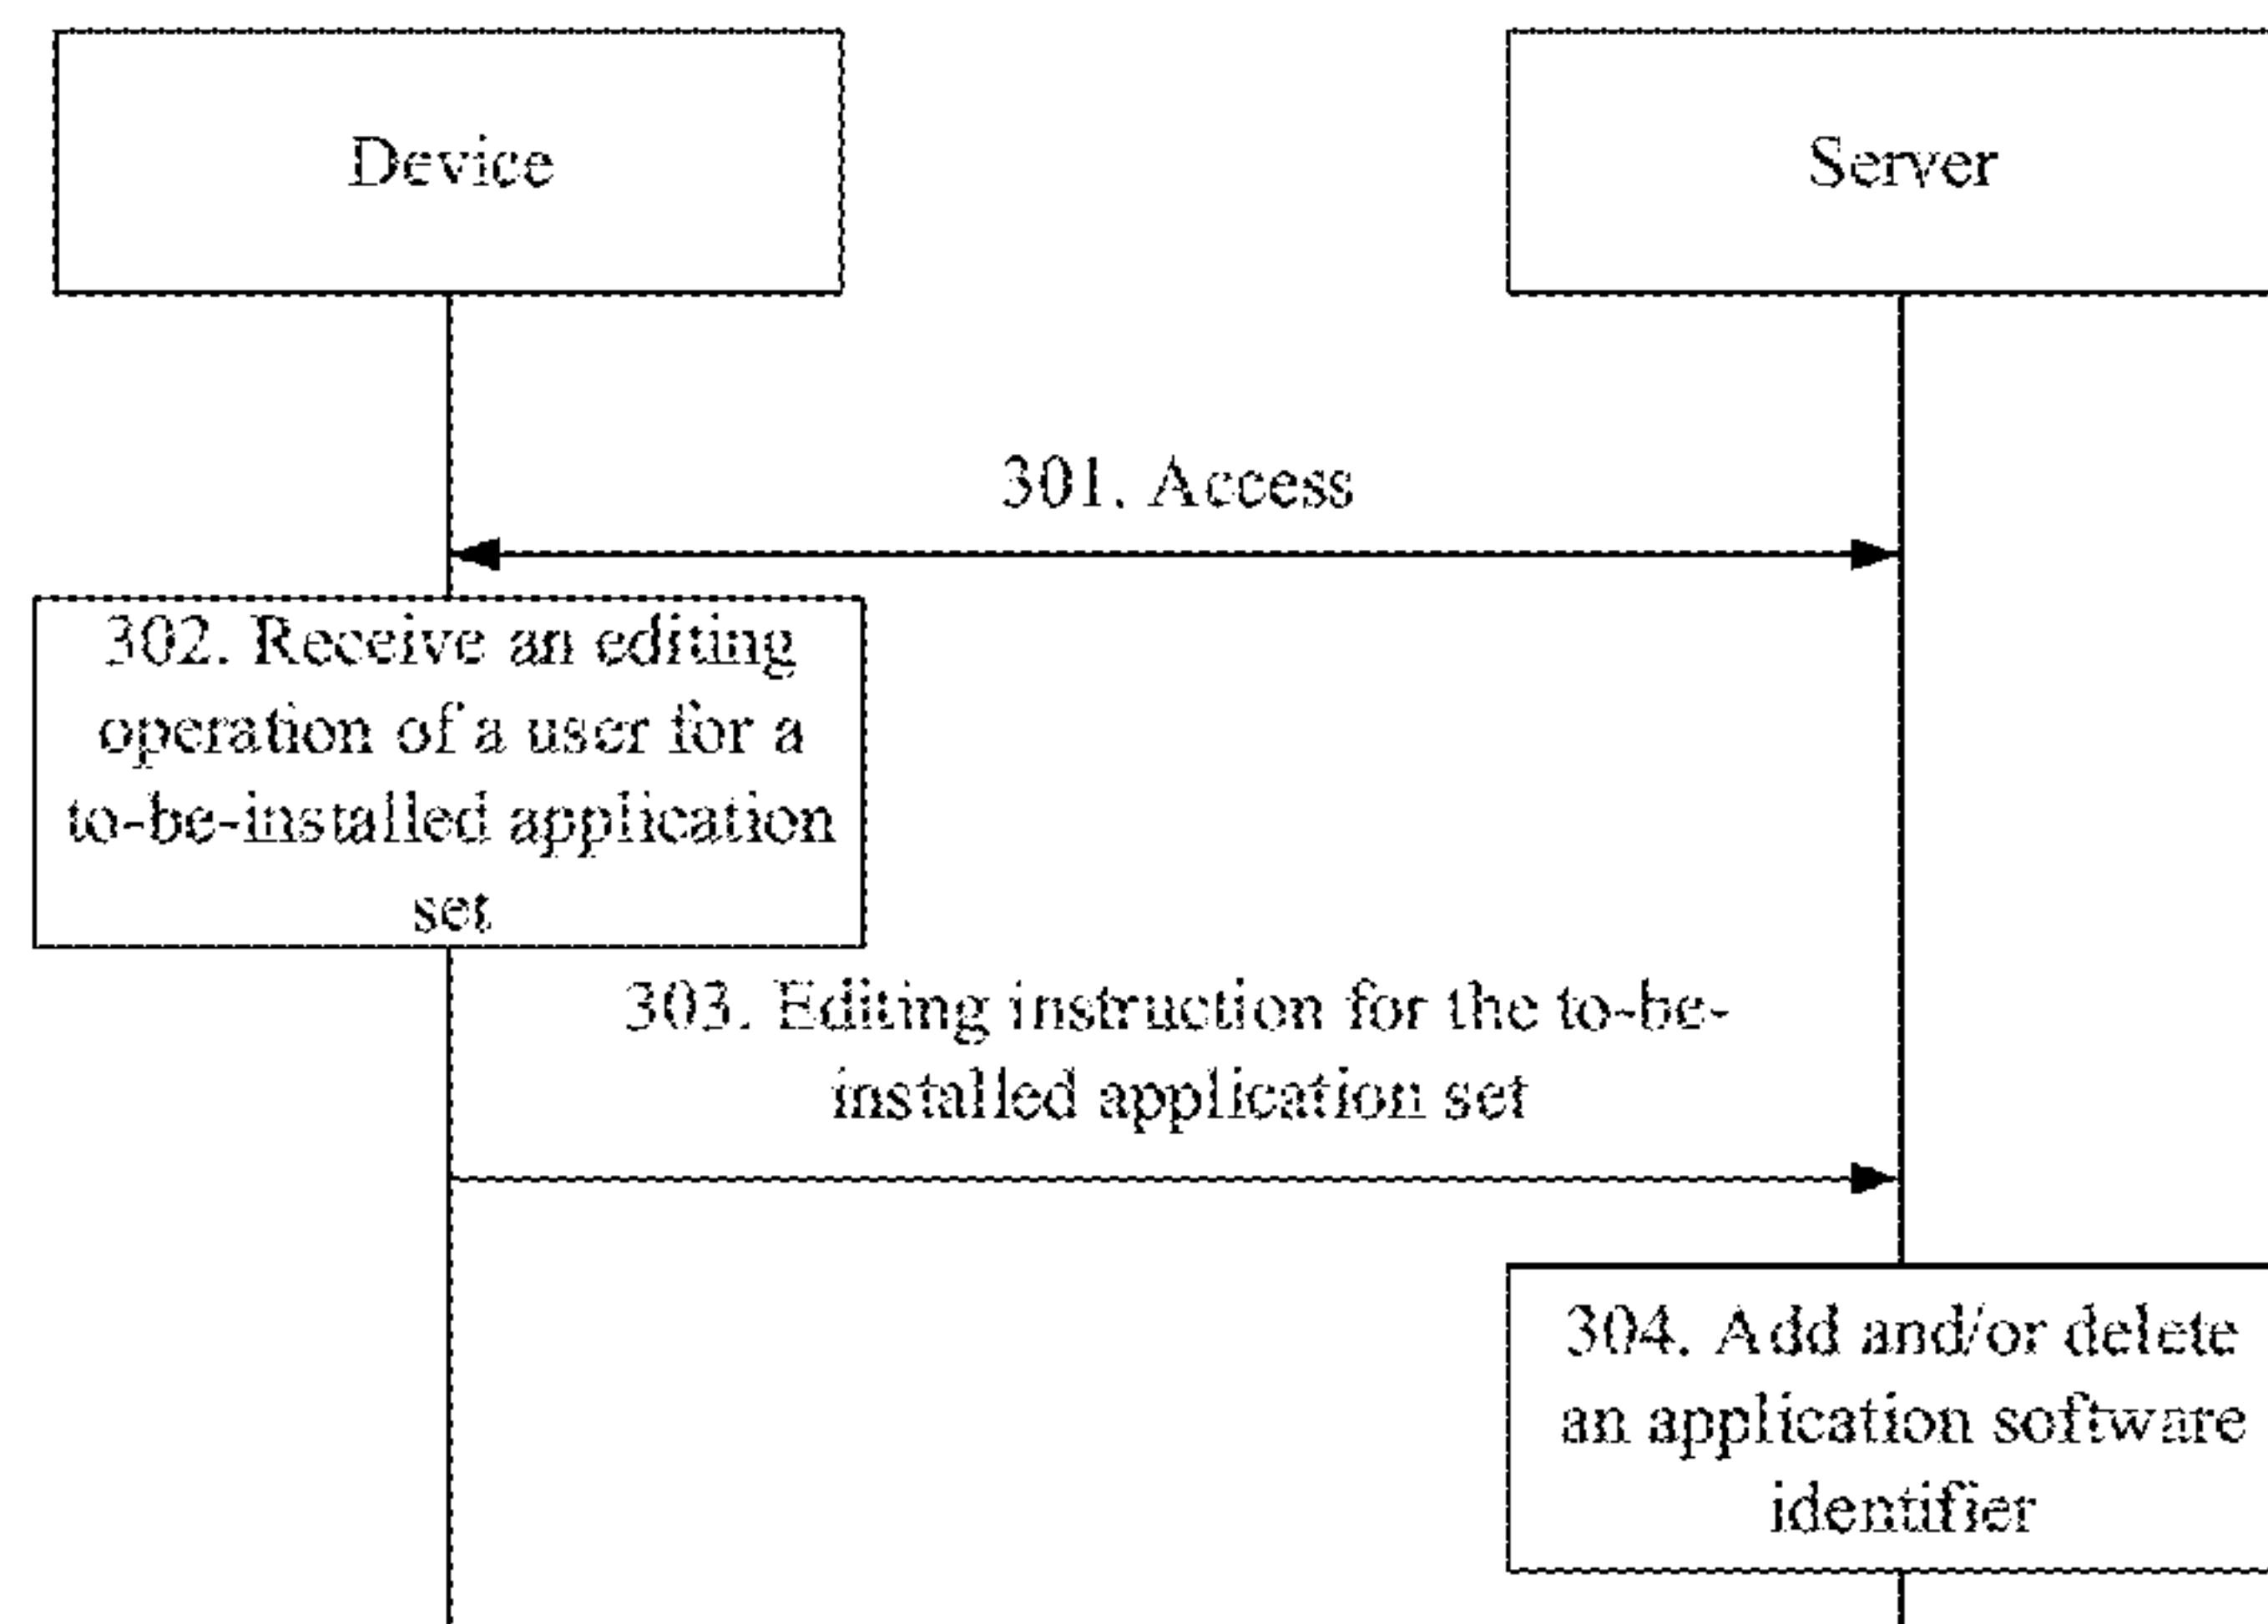 Device
Server
301. Access
302. Receive an editing
operation of a user for a
to-be-installed application
set
303. Editing instruction for the to-be-
installed application set
304. Add and/or delete
an application software
identifier